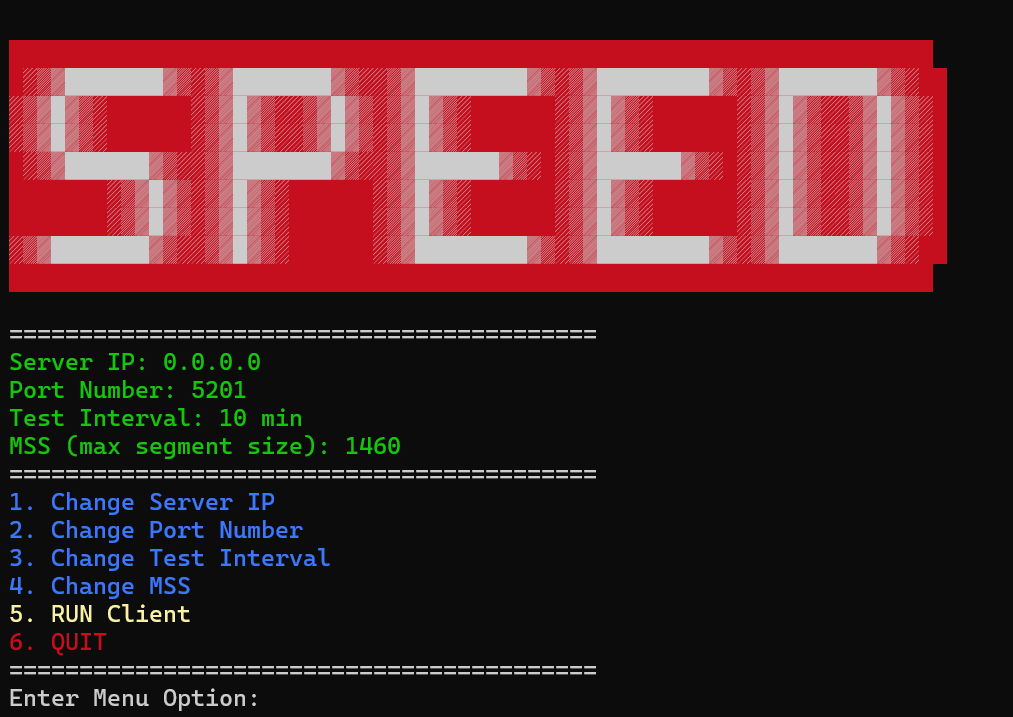 SPEED
==========================================
Server IP: 0.0.0.0
Port Number: 5201
Test Interval: 10 min
MSS (max segment size): 1460
==========================================
1. Change Server IP
2. Change Port Number
3. Change Test Interval
4. Change MSS
5. RUN Client
6. QUIT
==========================================
Enter Menu Option: